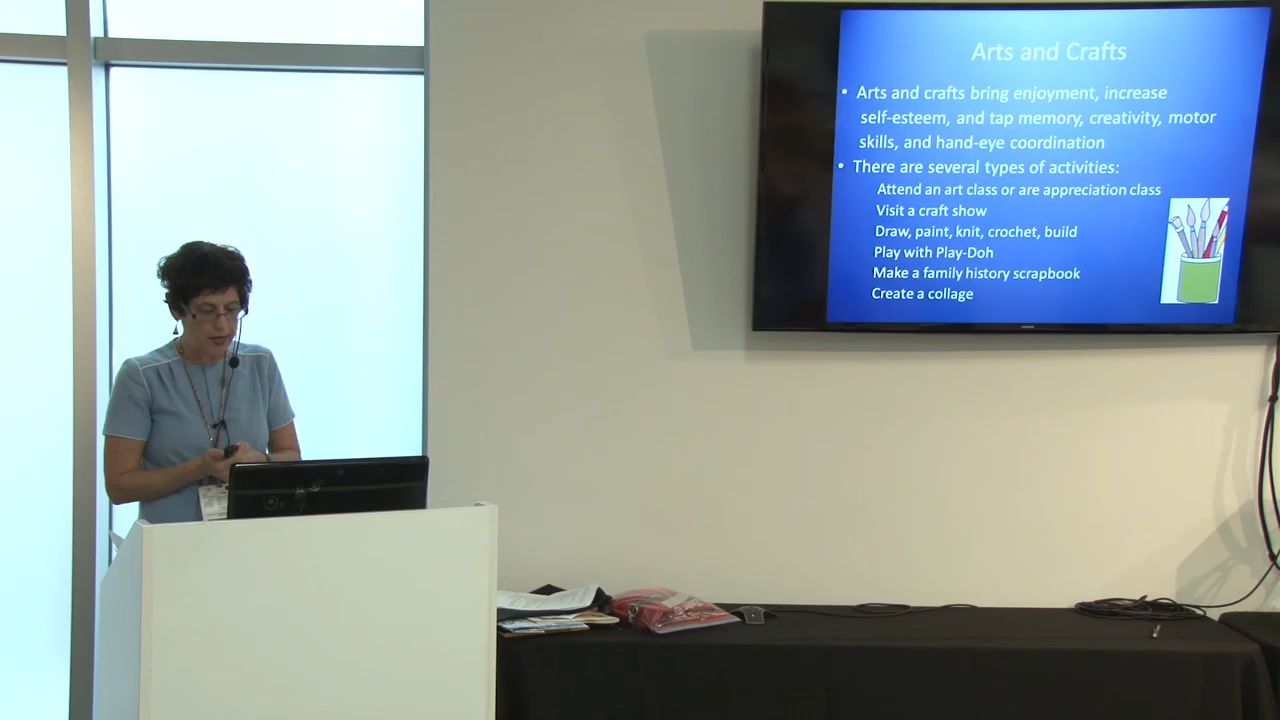 Arts and Crafts
• Arts and crafts bring enjoyment, increase
self-esteem, and tap memory, creativity, motor
skills, and hand-eye coordination
• There are several types of activities:
Attend an art class or are appreciation class
Visit a craft show
Draw, paint, knit, crochet, build
Play with Play-Doh
Make a family history scrapbook
Create a collage